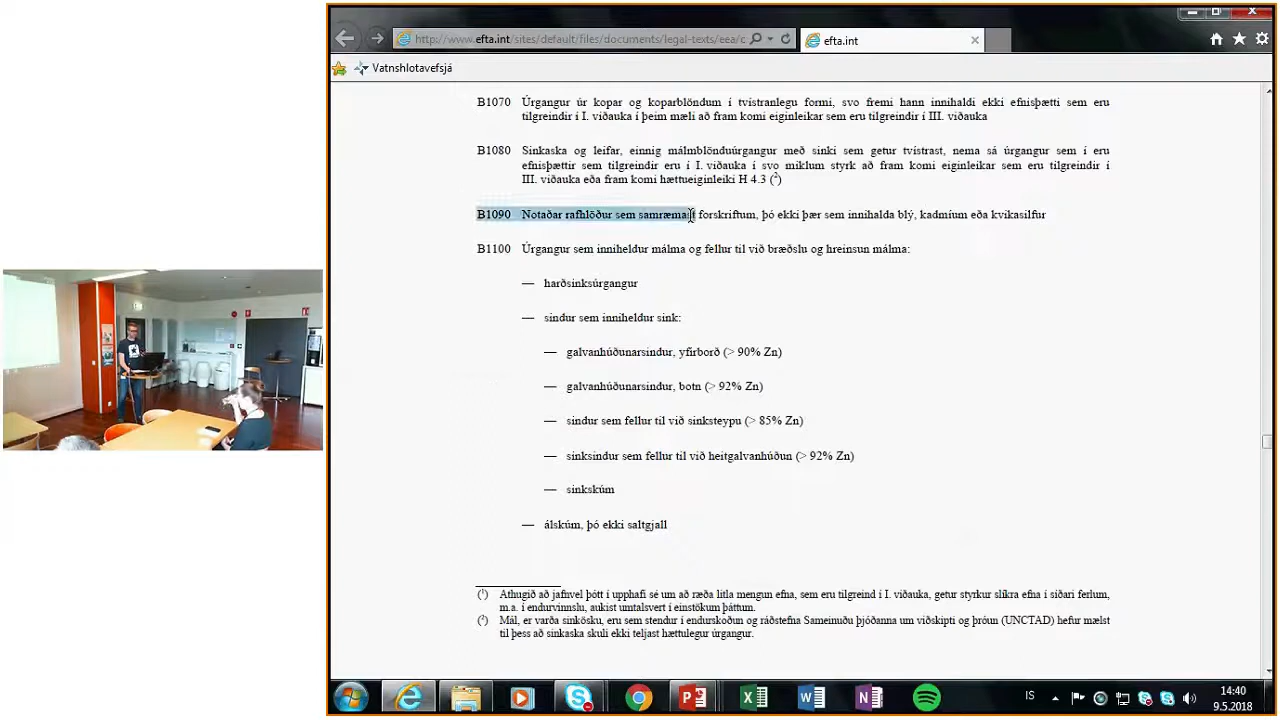 http://www.efta.int/sites/default/files/documents/legal-texts/eea/c
efta.int
Vatnshlotavefsjá
B1070 Úrgangur úr kopar og koparblöndum í tvístranlegu formi, svo fremi hann innihaldi ekki efnisþætti sem eru
tilgreindir í I. viðauka í þeim mæli að fram komi eiginleikar sem eru tilgreindir í III. viðauka
B1080 Sinkaska og leifar, einnig málmblönduúrgangur með sinki sem getur tvístrast, nema sá úrgangur sem í eru
efnisþættir sem tilgreindir eru í I. viðauka í svo miklum styrk að fram komi eiginleikar sem eru tilgreindir í
III. viðauka eða fram komi hættueiginleiki H 4.3 (²)
B1090 Notaðar rafhlöður sem samræmast forskriftum, þó ekki þær sem innihalda blý, kadmíum eða kvikasilfur
B1100 Úrgangur sem inniheldur málma og fellur til við bræðslu og hreinsun málma:
— harðsinksúrgangur
— sindur sem inniheldur sink:
— galvanhúðunarsindur, yfirborð (> 90% Zn)
— galvanhúðunarsindur, botn (> 92% Zn)
— sindur sem fellur til við sinksteypu (> 85% Zn)
— sinksindur sem fellur til við heitgalvanhúðun (> 92% Zn)
— sinkskúm
— álskúm, þó ekki saltgjall
(¹) Athugið að jafnvel þótt í upphafi sé um að ræða litla mengun efna, sem eru tilgreind í I. viðauka, getur styrkur slíkra efna í síðari ferlum,
m.a. í endurvinnslu, aukist umtalsvert í einstökum þáttum.
(²) Mál, er varða sinkösku, eru sem stendur í endurskoðun og ráðstefna Sameinuðu þjóðanna um viðskipti og þróun (UNCTAD) hefur mælst
til þess að sinkaska skuli ekki teljast hættulegur úrgangur.
IS
14:40
9.5.2018